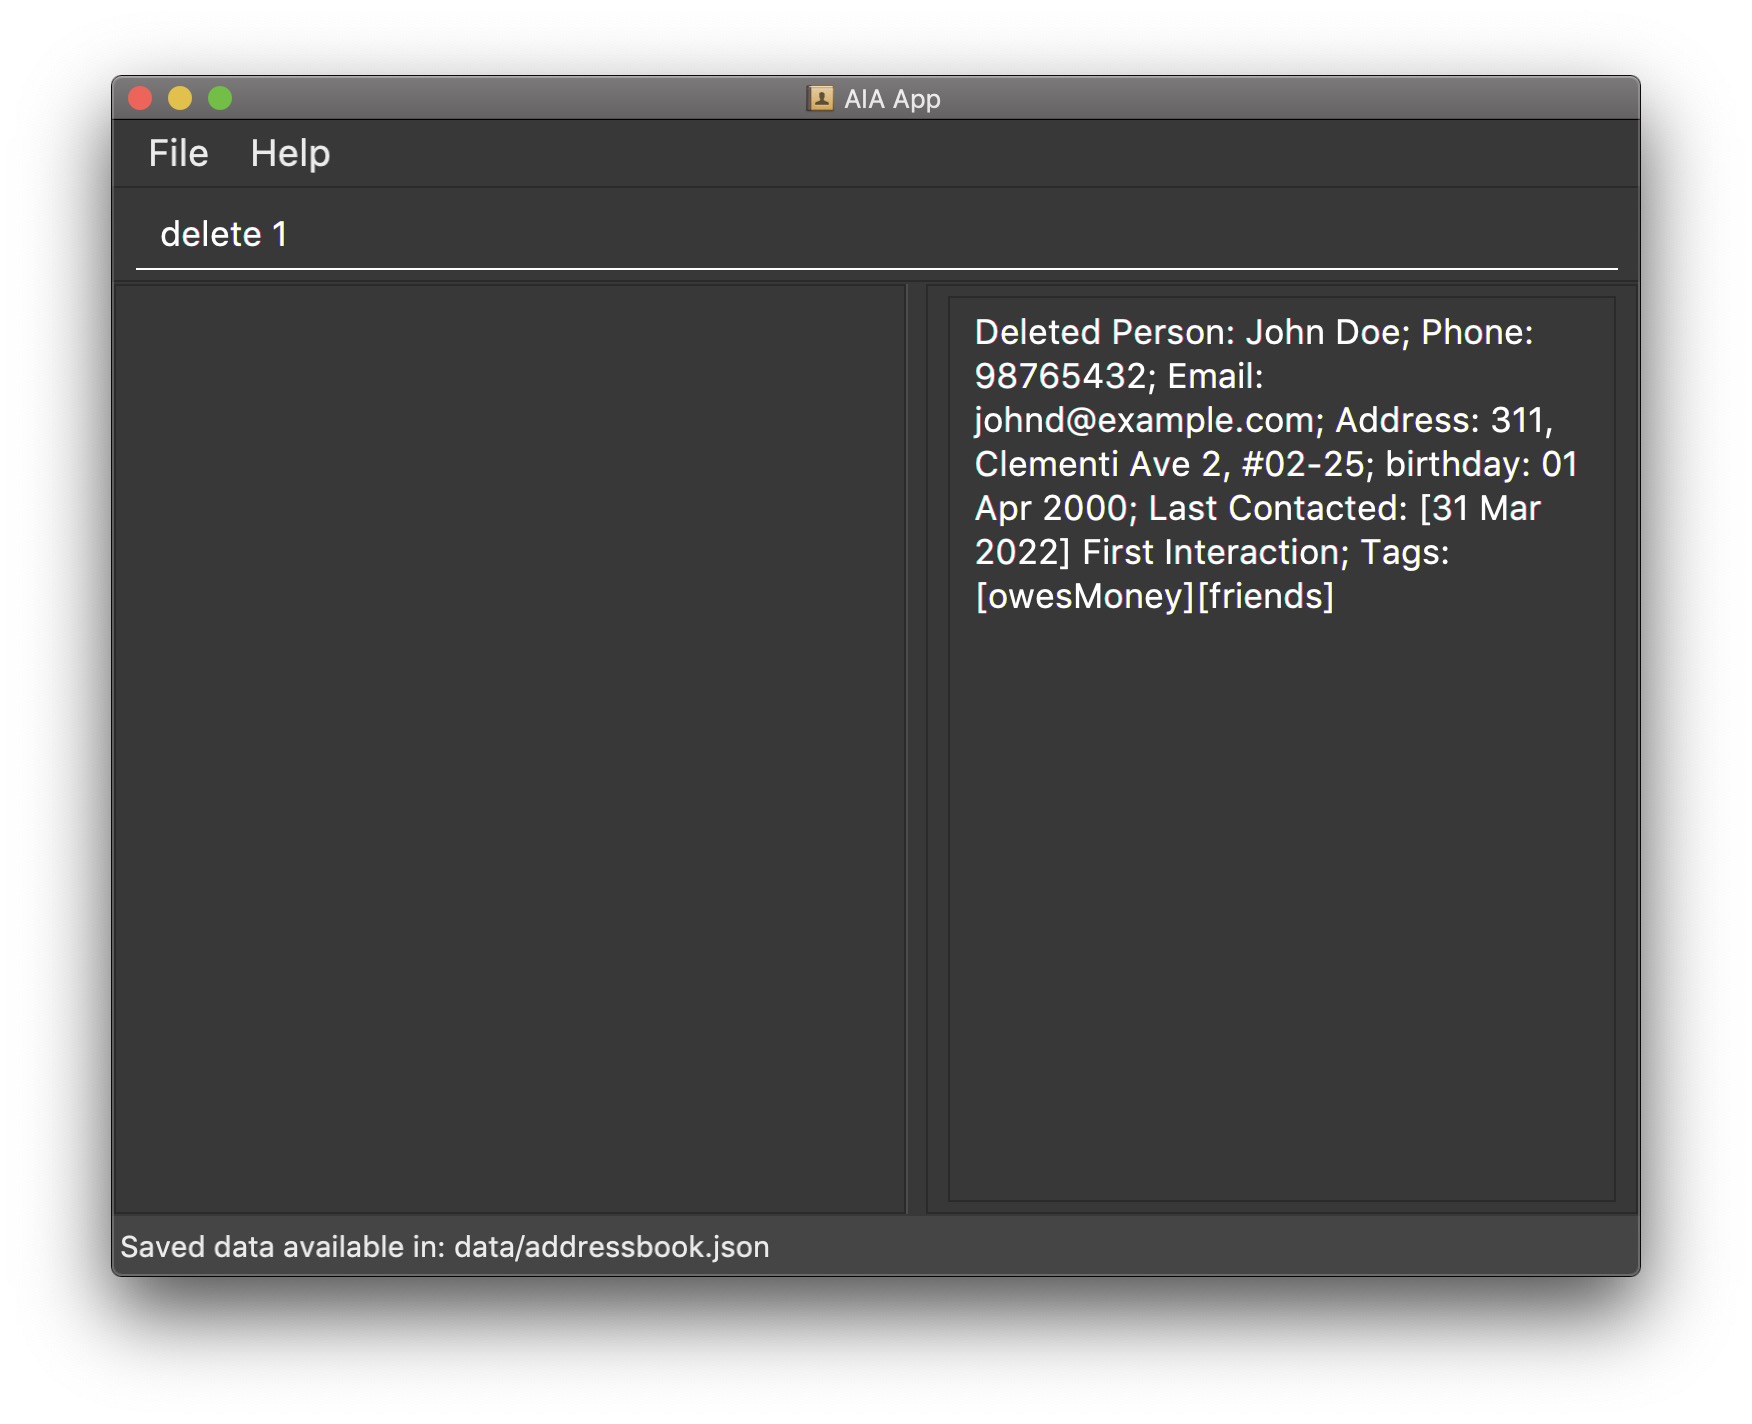 AIA App
File Help
delete 1
Deleted Person: John Doe; Phone:
98765432; Email:
johnd@example.com; Address: 311,
Clementi Ave 2, #02-25; birthday: 01
Apr 2000; Last Contacted: [31 Mar
2022] First Interaction; Tags:
[owesMoney][friends]
Saved data available in: data/addressbook.json